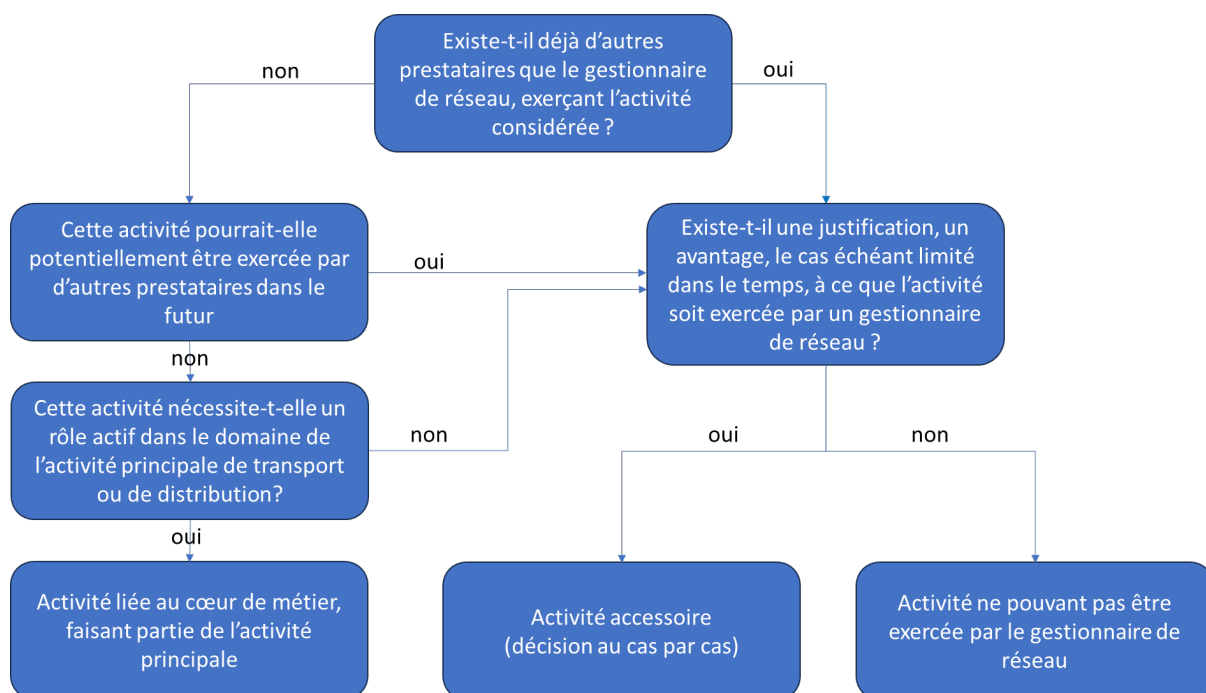 Existe-t-il déjà d’autres
prestataires que le gestionnaire
de réseau, exerçant l’activité
considérée ?
non
oui
Cette activité pourrait-elle
potentiellement être exercée par
d’autres prestataires dans le
futur
oui
Existe-t-il une justification, un
avantage, le cas échéant limité
dans le temps, à ce que l’activité
soit exercée par un gestionnaire
de réseau ?
non
Cette activité nécessite-t-elle un
rôle actif dans le domaine de
l’activité principale de transport
ou de distribution?
non
oui
non
oui
Activité liée au cœur de métier,
faisant partie de l’activité
principale
Activité accessoire
(décision au cas par cas)
Activité ne pouvant pas être
exercée par le gestionnaire de
réseau